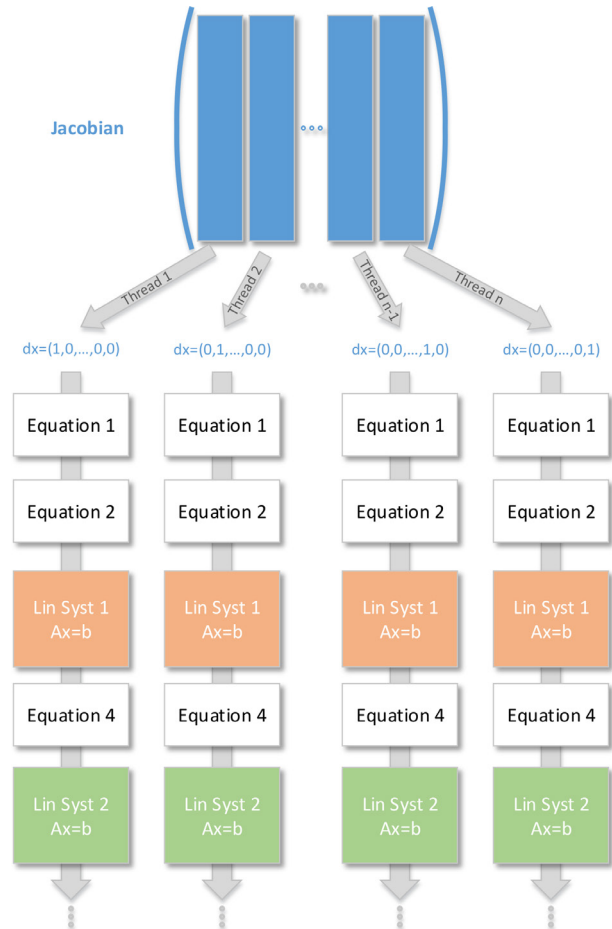 Jacobian
Thread 1
Thread 2
Thread n-1
Thread n
dx=(1,0,...,0,0)
dx=(0,1,...,0,0)
dx=(0,0,...,1,0)
dx=(0,0,...,0,1)
Equation 1
Equation 1
Equation 1
Equation 1
Equation 2
Equation 2
Equation 2
Equation 2
Lin Syst 1
Ax=b
Lin Syst 1
Ax=b
Lin Syst 1
Ax=b
Lin Syst 1
Ax=b
Equation 4
Equation 4
Equation 4
Equation 4
Lin Syst 2
Ax=b
Lin Syst 2
Ax=b
Lin Syst 2
Ax=b
Lin Syst 2
Ax=b